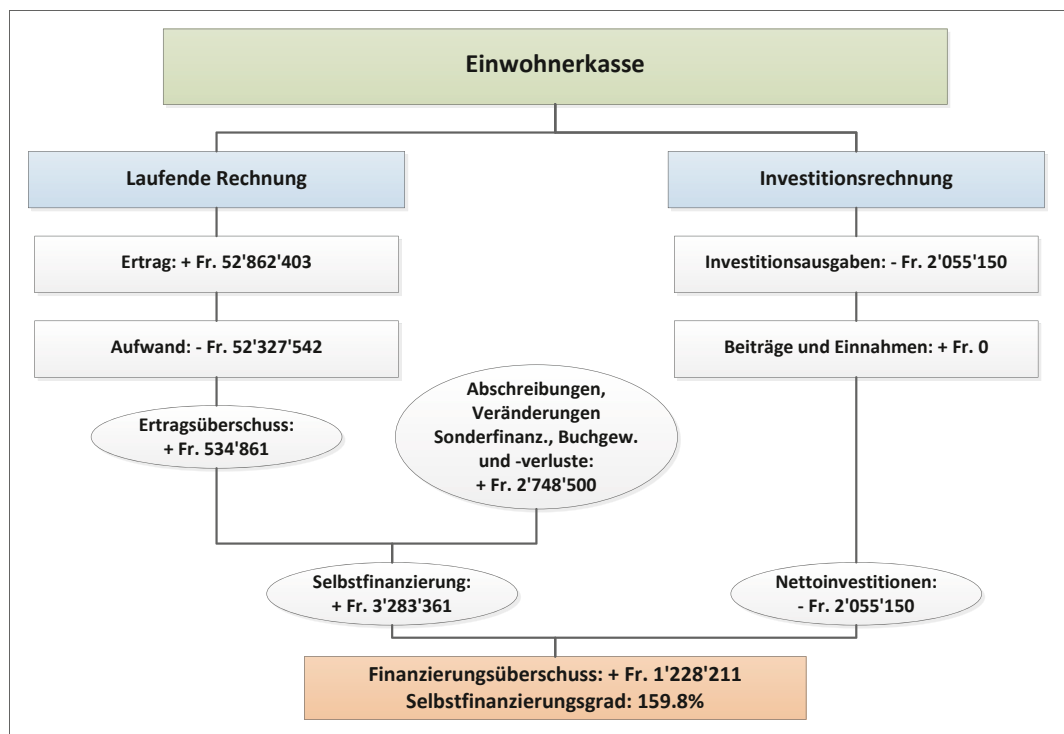 Einwohnerkasse
Laufende Rechnung
Investitionsrechnung
Ertrag: + Fr. 52'862'403
Investitionsausgaben: - Fr. 2'055'150
Aufwand: - Fr. 52'327'542
Beiträge und Einnahmen: + Fr. 0
Ertragsüberschuss:
+ Fr. 534'861
Abschreibungen,
Veränderungen
Sonderfinanz., Buchgew.
und -verluste:
+ Fr. 2'748'500
Selbstfinanzierung:
+ Fr. 3'283'361
Nettoinvestitionen:
- Fr. 2'055'150
Finanzierungsüberschuss: + Fr. 1'228'211
Selbstfinanzierungsgrad: 159.8%